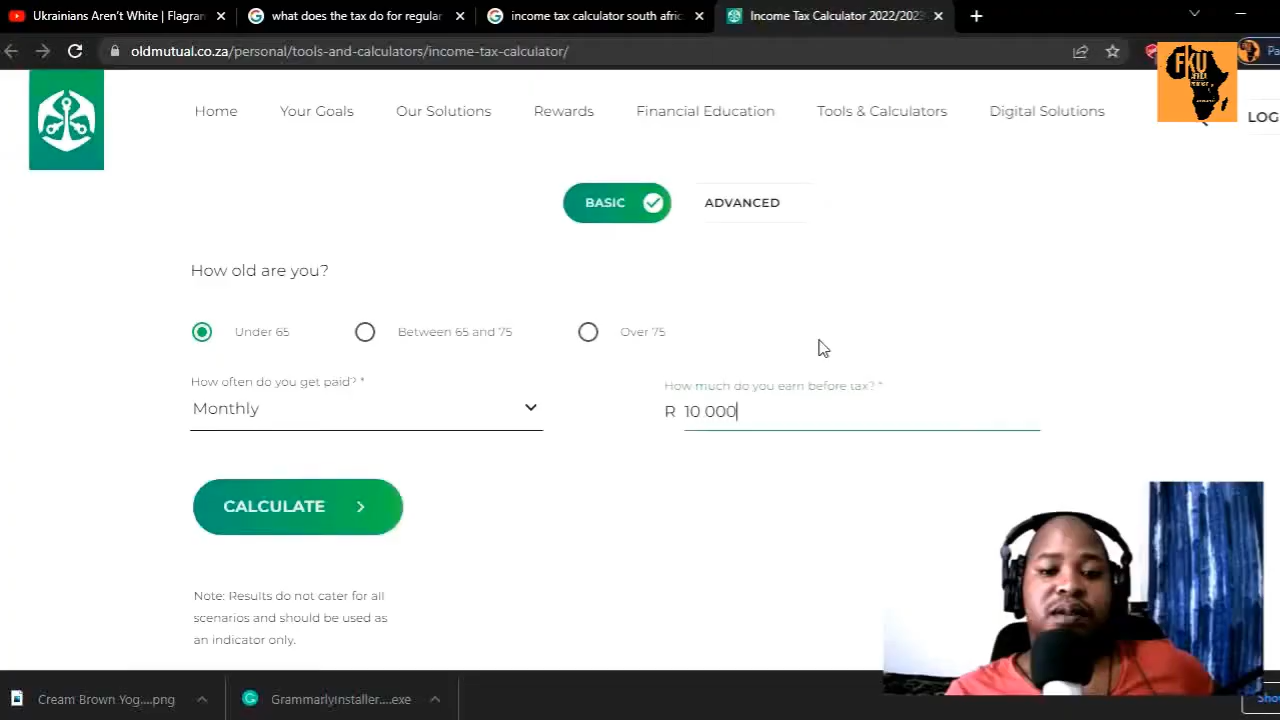 Ukrainians Aren't White | Flagran
what does the tax do for regular
income tax calculator south afric
Income Tax Calculator 2022/2023
oldmutual.co.za/personal/tools-and-calculators/income-tax-calculator/
Pa
FKU
Home
Your Goals
Our Solutions
Rewards
Financial Education
Tools & Calculators
Digital Solutions
LOG
BASIC
ADVANCED
How old are you?
Under 65
Between 65 and 75
Over 75
How often do you get paid? *
How much do you earn before tax? *
Monthly
R 10 000
CALCULATE
Note: Results do not cater for all
scenarios and should be used as
an indicator only.
Cream Brown Yog....png
GrammarlyInstaller....exe
Sho